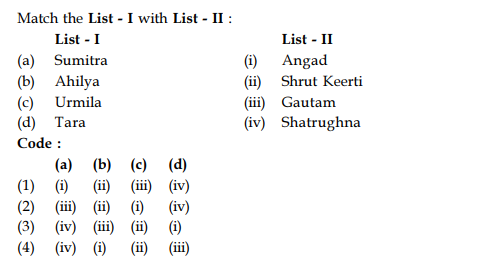 Match the List - I with List - II :
List - I List - II
(a) Sumitra (i) Angad
(b) Ahilya (ii) Shrut Keerti
(c) Urmila (iii) Gautam
(d) Tara (iv) Shatrughna
Code :
(a) (b) (c) (d)
(1) (i) (ii) (iii) (iv)
(2) (iii) (ii) (i) (iv)
(3) (iv) (iii) (ii) (i)
(4) (iv) (i) (ii) (iii)